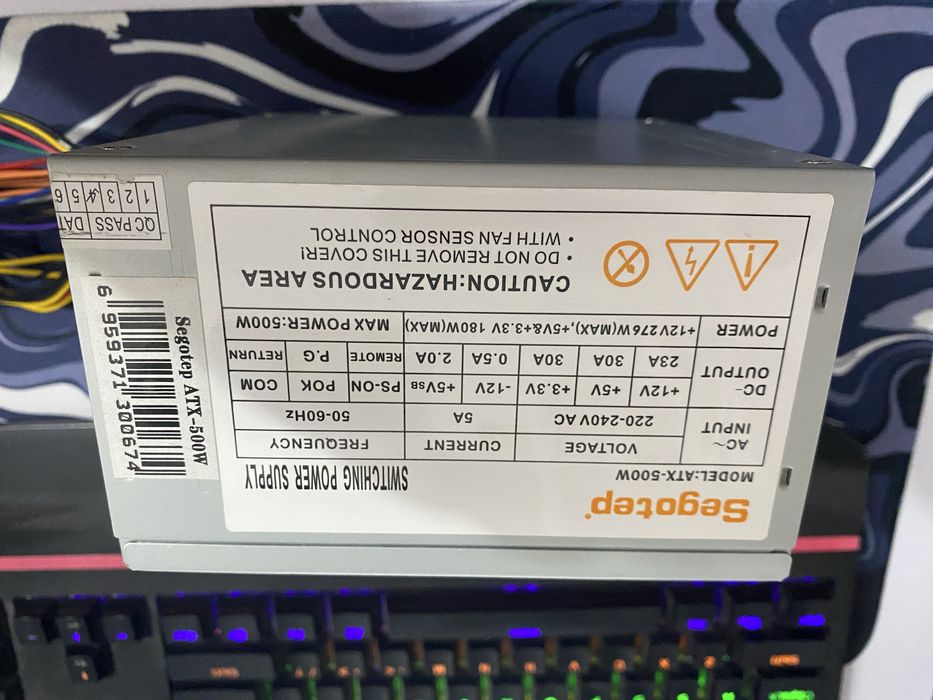 Segotep
MODEL:ATX-500W SWITCHING POWER SUPPLY
AC~ INPUT VOLTAGE CURRENT FREQUENCY
220-240V AC 5A 50-60Hz
DC⎓ OUTPUT +12V +5V +3.3V -12V +5VSB PS-ON POK COM
23A 30A 30A 0.5A 2.0A REMOTE P.G RETURN
POWER +12V276W(MAX),+5V&+3.3V 180W(MAX) MAX POWER:500W
CAUTION:HAZARDOUS AREA
• DO NOT REMOVE THIS COVER!
• WITH FAN SENSOR CONTROL
Segotep ATX-500W
6 959371 300674
QC PASS DAT
1 2 3 4 5 6